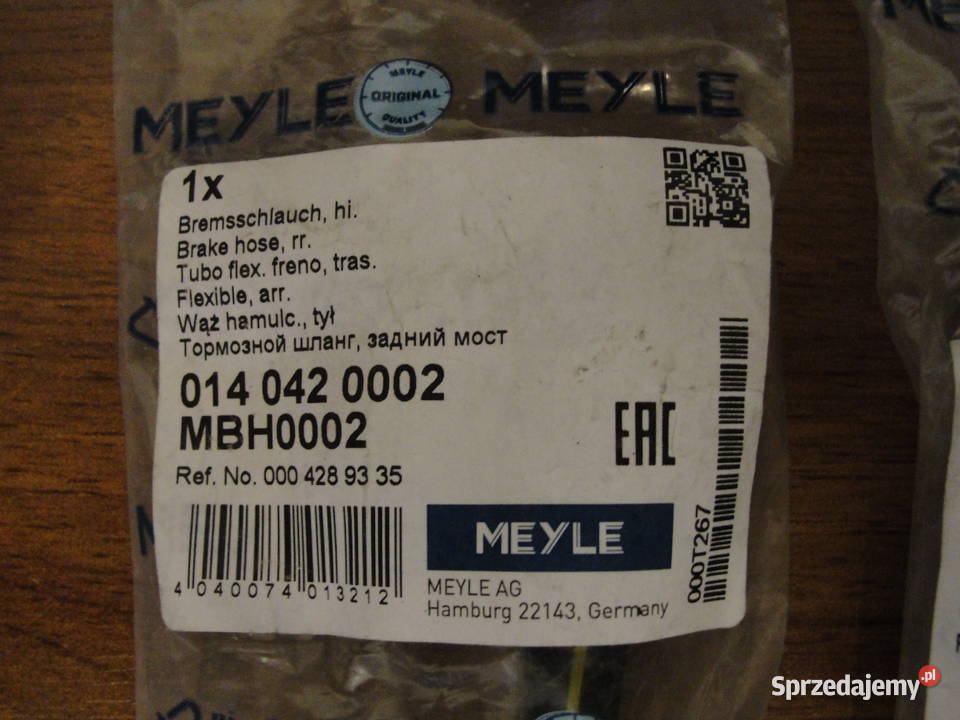 MEYLE MEYLE ORIGINAL QUALITY MEYLE
1x
Bremsschlauch, hi.
Brake hose, rr.
Tubo flex. freno, tras.
Flexible, arr.
Wąż hamulc., tył
Тормозной шланг, задний мост
014 042 0002
MBH0002
EAC
Ref. No. 000 428 93 35
MEYLE
4 040074 013212
MEYLE AG
Hamburg 22143, Germany
000T267
Sprzedajemy.pl